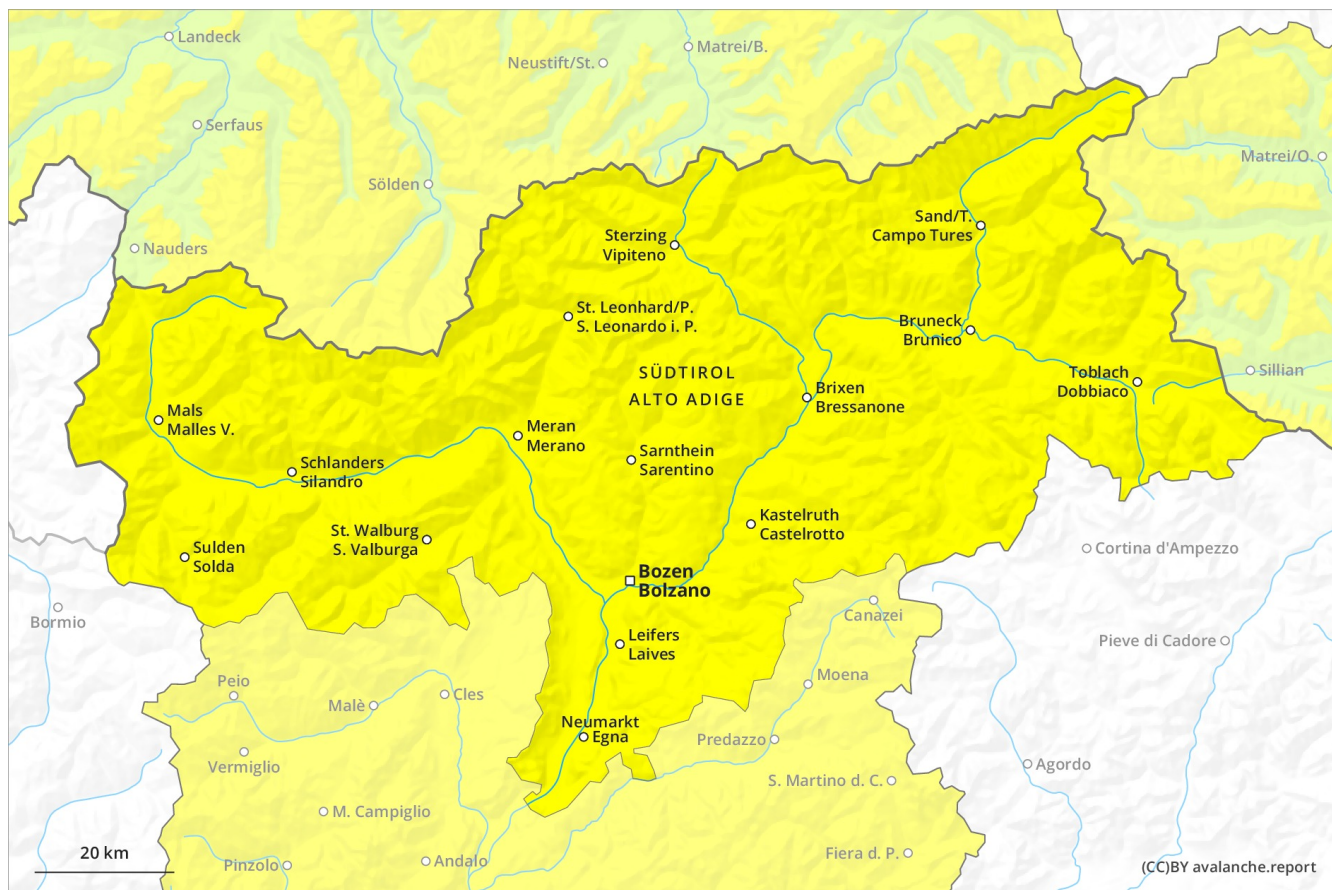 Landeck
Matrei/B.
Neustift/St.
Serfaus
Matrei/O.
Sölden
Sand/T.
Campo Tures
Sterzing
Vipiteno
Nauders
St. Leonhard/P.
S. Leonardo i. P.
Bruneck
Brunico
SÜDTIROL
ALTO ADIGE
Toblach
Dobbiaco
Sillian
Brixen
Bressanone
Mals
Malles V.
Meran
Merano
Sarnthein
Sarentino
Schlanders
Silandro
Kastelruth
Castelrotto
St. Walburg
S. Valburga
Sulden
Solda
Cortina d'Ampezzo
Bozen
Bolzano
Bormio
Canazei
Leifers
Laives
Pieve di Cadore
Moena
Peio
Cles
Malè
Neumarkt
Egna
Predazzo
Vermiglio
Agordo
S. Martino d. C.
M. Campiglio
20 km
Pinzolo
Andalo
Fiera d. P.
(CC)BY avalanche.report